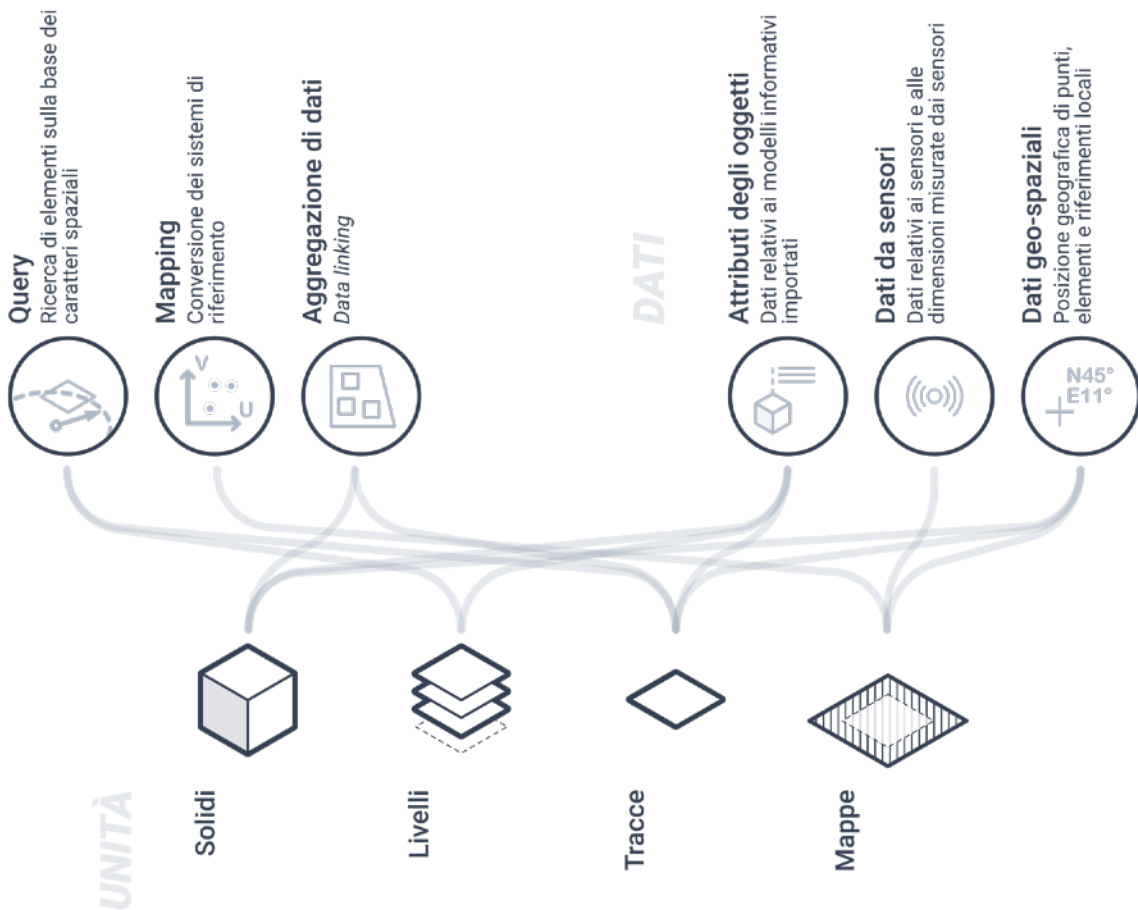 UNITÀ
Solidi
Livelli
Tracce
Mappe
Query
Ricerca di elementi sulla base dei
caratteri spaziali
Mapping
Conversione dei sistemi di
riferimento
Aggregazione di dati
Data linking
DATI
Attributi degli oggetti
Dati relativi ai modelli informativi
importati
Dati da sensori
Dati relativi ai sensori e alle
dimensioni misurate dai sensori
Dati geo-spaziali
Posizione geografica di punti,
elementi e riferimenti locali
V
U
N45°
E11°